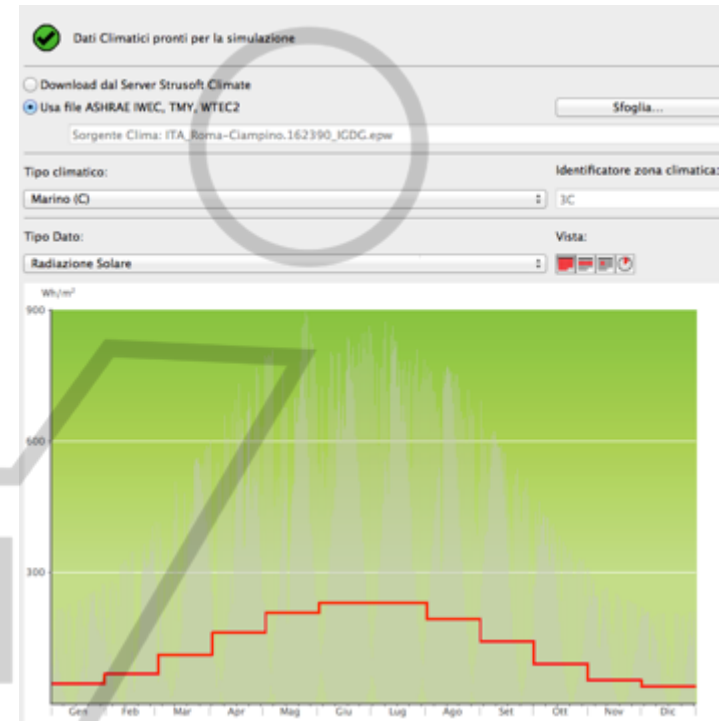 Dati Climatici pronti per la simulazione
Download dal Server Strusoft Climate
Usa file ASHRAE IWEC, TMY, WTEC2
Sfoglia...
Sorgente Clima: ITA_Roma-Ciampino.162390_IGDG.epw
Tipo climatico:
Identificatore zona climatica:
Marino (C)
3C
Tipo Dato:
Vista:
Radiazione Solare
Wh/m²
900
600
300
Gen Feb Mar Apr Mag Giu Lug Ago Set Ott Nov Dic